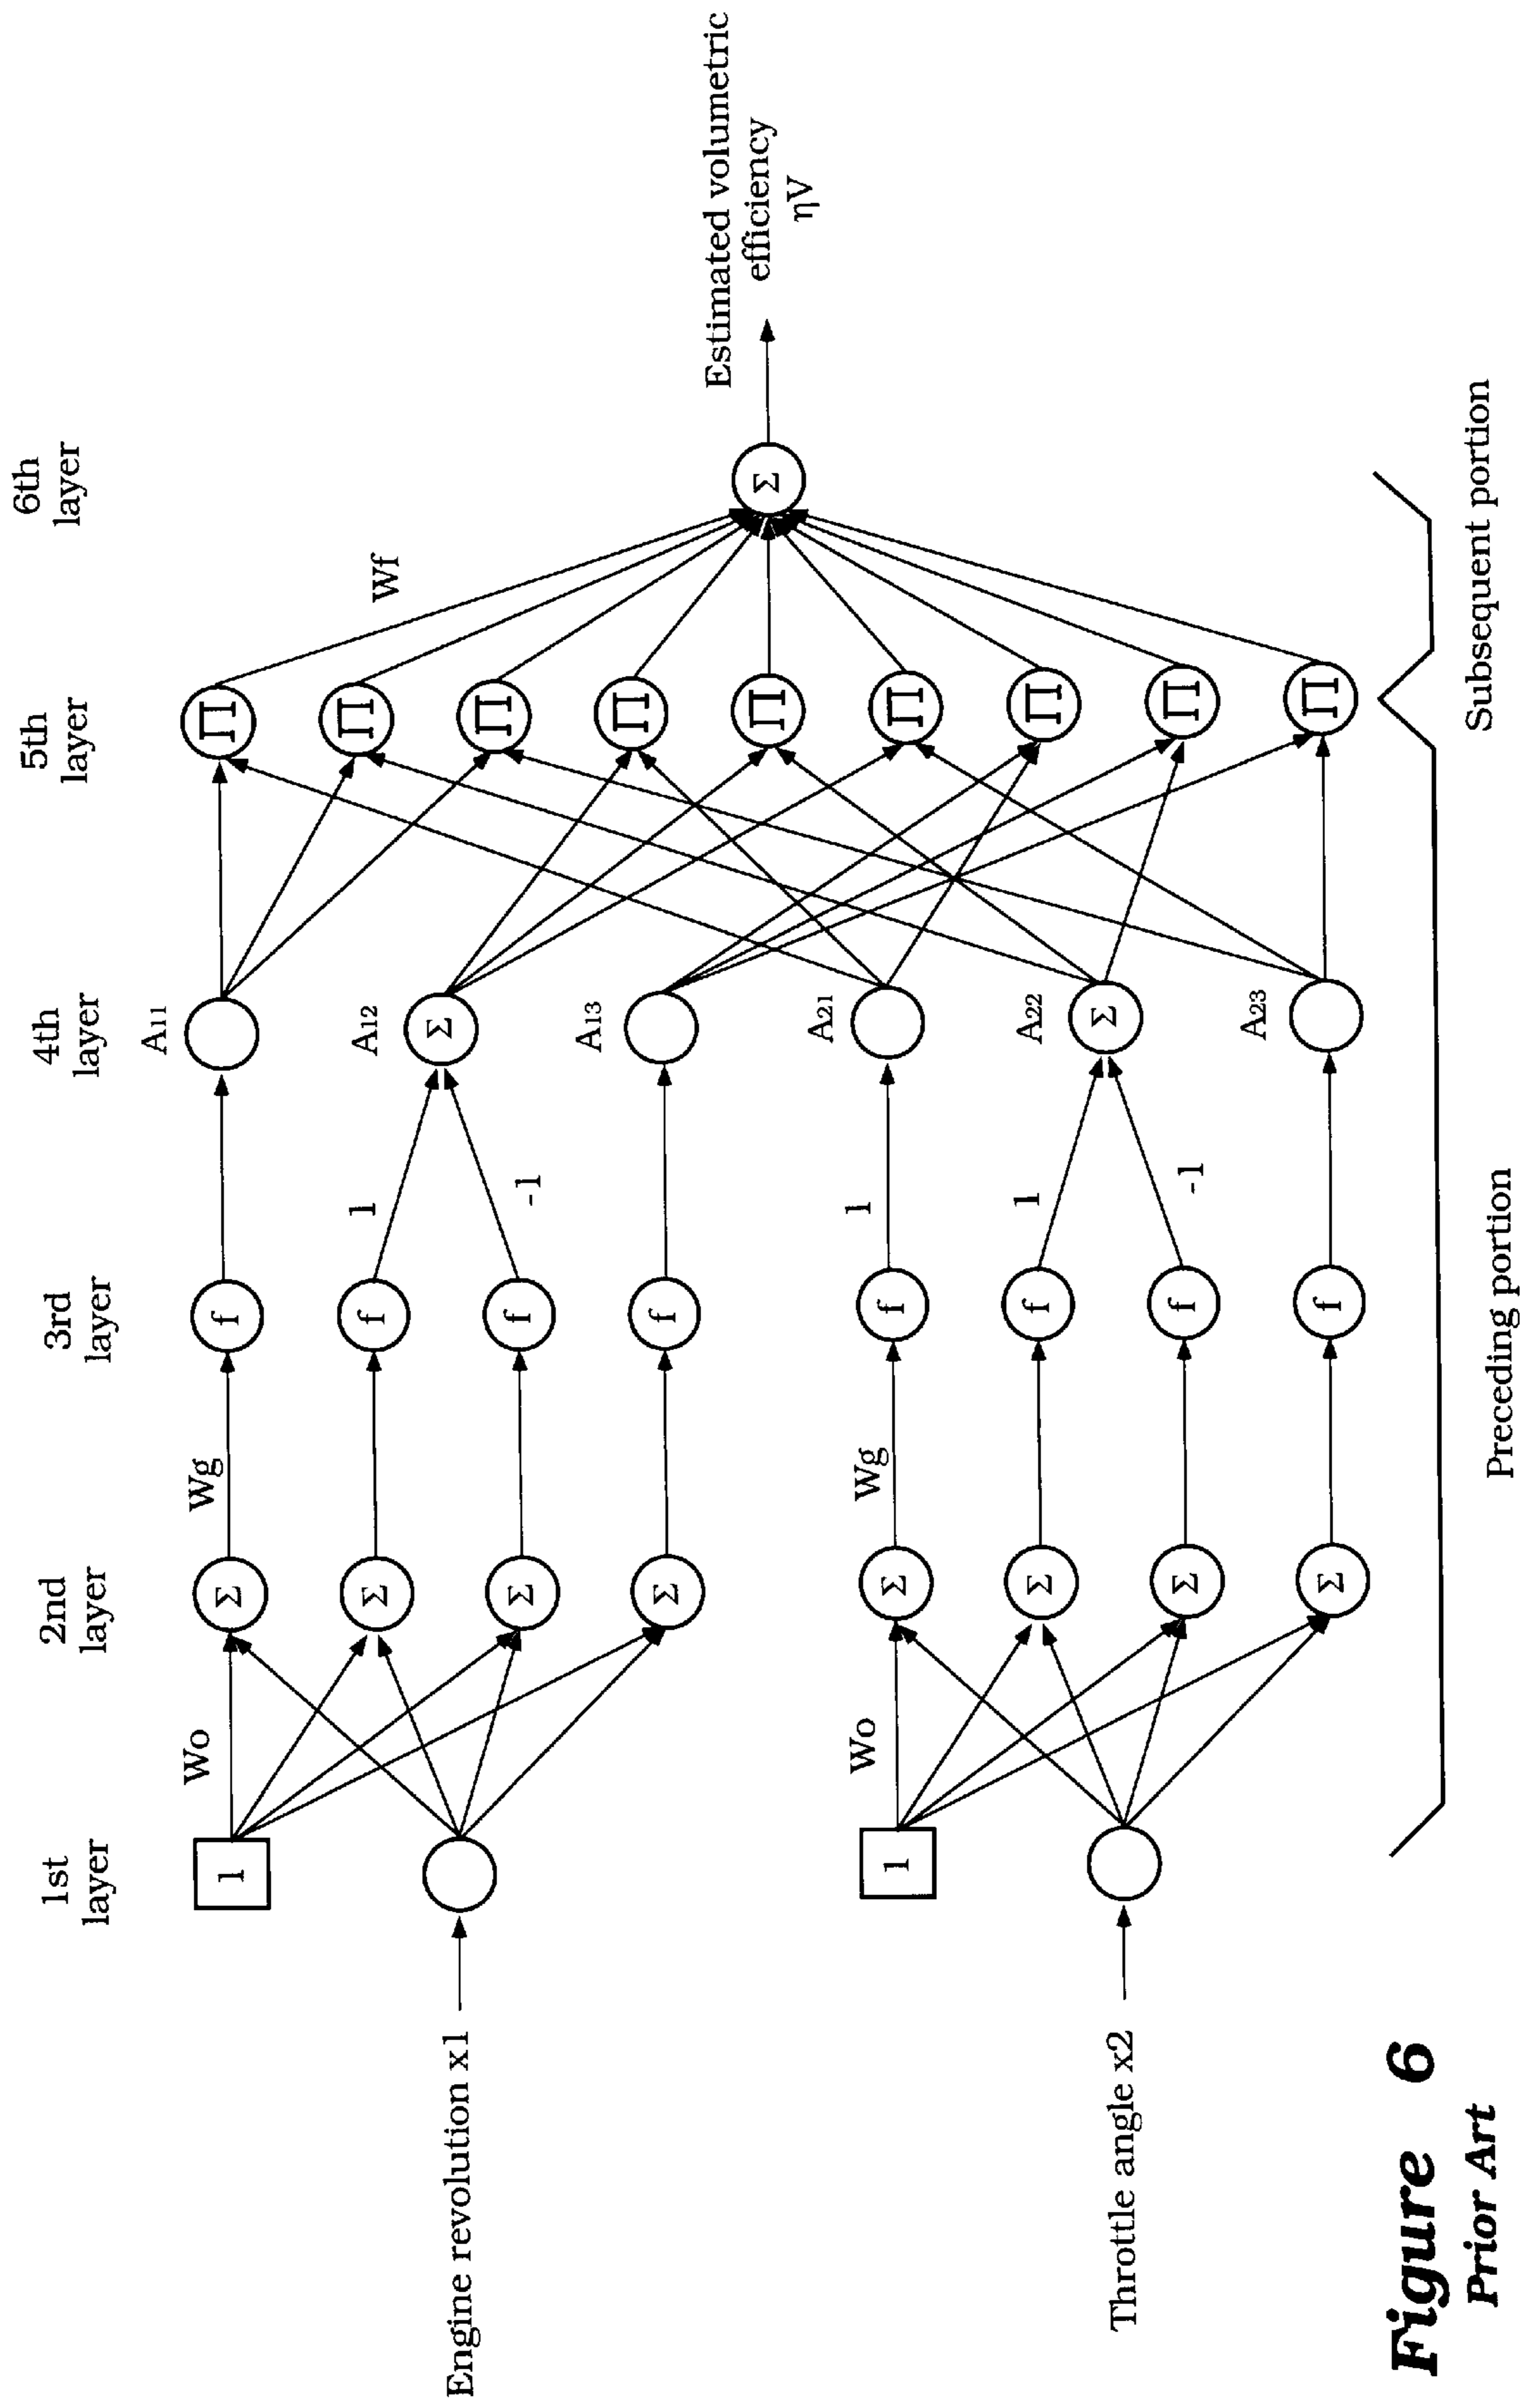 1st
layer
2nd
layer
3rd
layer
4th
layer
5th
layer
6th
layer
Wo
Wg
A11
1
Σ
f
Π
Σ
f
1
A12
Σ
Π
Wf
Engine revolution x1
Σ
f
-1
Π
Σ
f
A13
Π
Σ
Estimated volumetric
efficiency
ηV
Π
Wo
Wg
1
A21
1
Σ
f
Π
Σ
f
1
A22
Σ
Π
Throttle angle x2
Σ
f
-1
Π
Σ
f
A23
Π
Preceding portion
Subsequent portion
Figure 6
Prior Art